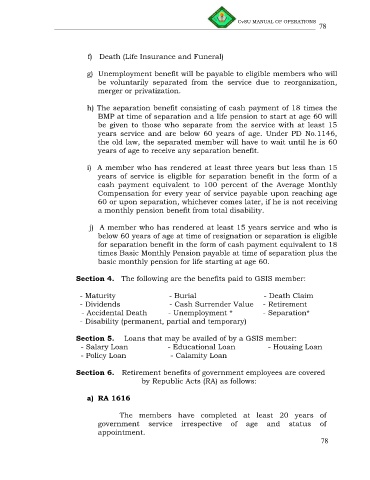 CvSU MANUAL OF OPERATIONS
78
f) Death (Life Insurance and Funeral)
g) Unemployment benefit will be payable to eligible members who will
be voluntarily separated from the service due to reorganization,
merger or privatization.
h) The separation benefit consisting of cash payment of 18 times the
BMP at time of separation and a life pension to start at age 60 will
be given to those who separate from the service with at least 15
years service and are below 60 years of age. Under PD No.1146,
the old law, the separated member will have to wait until he is 60
years of age to receive any separation benefit.
i) A member who has rendered at least three years but less than 15
years of service is eligible for separation benefit in the form of a
cash payment equivalent to 100 percent of the Average Monthly
Compensation for every year of service payable upon reaching age
60 or upon separation, whichever comes later, if he is not receiving
a monthly pension benefit from total disability.
j) A member who has rendered at least 15 years service and who is
below 60 years of age at time of resignation or separation is eligible
for separation benefit in the form of cash payment equivalent to 18
times Basic Monthly Pension payable at time of separation plus the
basic monthly pension for life starting at age 60.
Section 4. The following are the benefits paid to GSIS member:
- Maturity - Burial - Death Claim
- Dividends - Cash Surrender Value - Retirement
- Accidental Death - Unemployment * - Separation*
- Disability (permanent, partial and temporary)
Section 5. Loans that may be availed of by a GSIS member:
- Salary Loan - Educational Loan - Housing Loan
- Policy Loan - Calamity Loan
Section 6. Retirement benefits of government employees are covered
by Republic Acts (RA) as follows:
a) RA 1616
The members have completed at least 20 years of
government service irrespective of age and status of
appointment.
78